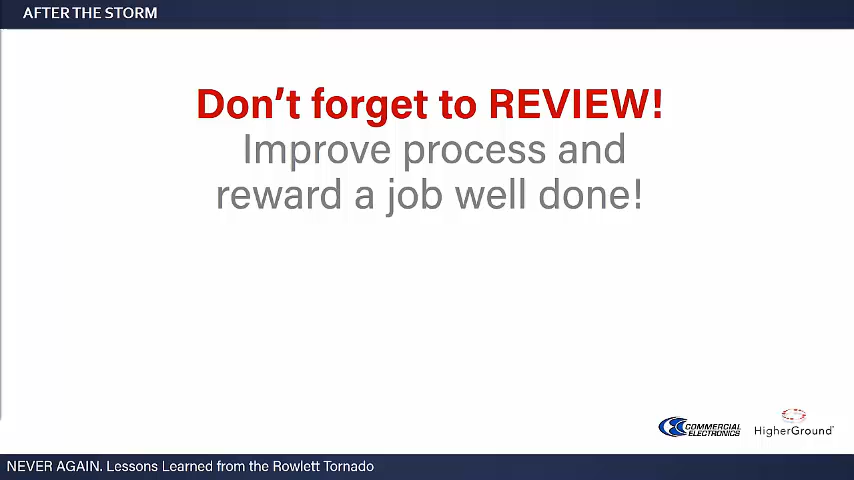 AFTER THE STORM
Don't forget to REVIEW!
Improve process and
reward a job well done!
COMMERCIAL
ELECTRONICS
HigherGround
NEVER AGAIN. Lessons Learned from the Rowlett Tornado